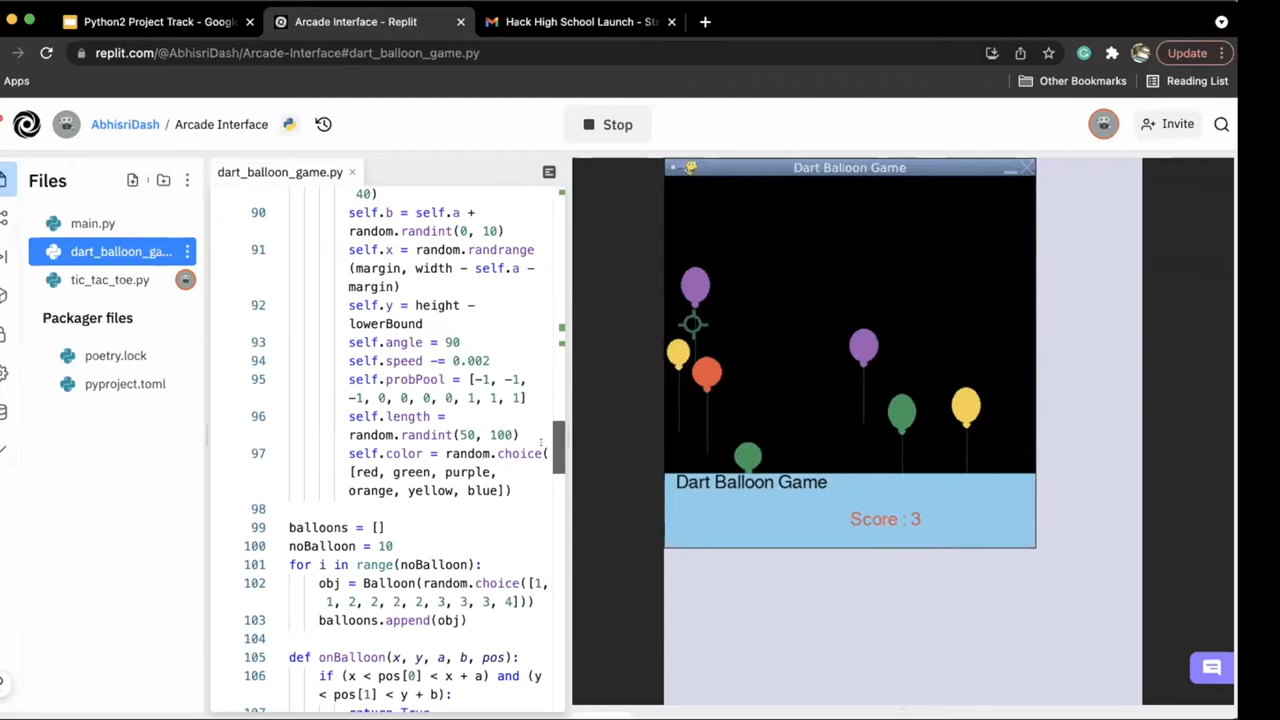 Python2 Project Track - Google
Arcade Interface - Replit
Hack High School Launch - St
replit.com/@AbhisriDash/Arcade-Interface#dart_balloon_game.py
Update
Apps
Other Bookmarks
Reading List
AbhisriDash / Arcade Interface
Stop
Invite
Files
dart_balloon_game.py
Dart Balloon Game
main.py
dart_balloon_ga...
tic_tac_toe.py
Packager files
poetry.lock
pyproject.toml
40)
90 self.b = self.a +
random.randint(0, 10)
91 self.x = random.randrange
(margin, width - self.a -
margin)
92 self.y = height -
lowerBound
93 self.angle = 90
94 self.speed -= 0.002
95 self.probPool = [-1, -1,
-1, 0, 0, 0, 0, 1, 1, 1]
96 self.length =
random.randint(50, 100)
97 self.color = random.choice(
[red, green, purple,
orange, yellow, blue])
98
99 balloons = []
100 noBalloon = 10
101 for i in range(noBalloon):
102 obj = Balloon(random.choice([1,
1, 2, 2, 2, 2, 3, 3, 3, 4]))
103 balloons.append(obj)
104
105 def onBalloon(x, y, a, b, pos):
106 if (x < pos[0] < x + a) and (y
< pos[1] < y + b):
107 return True
Dart Balloon Game
Score : 3